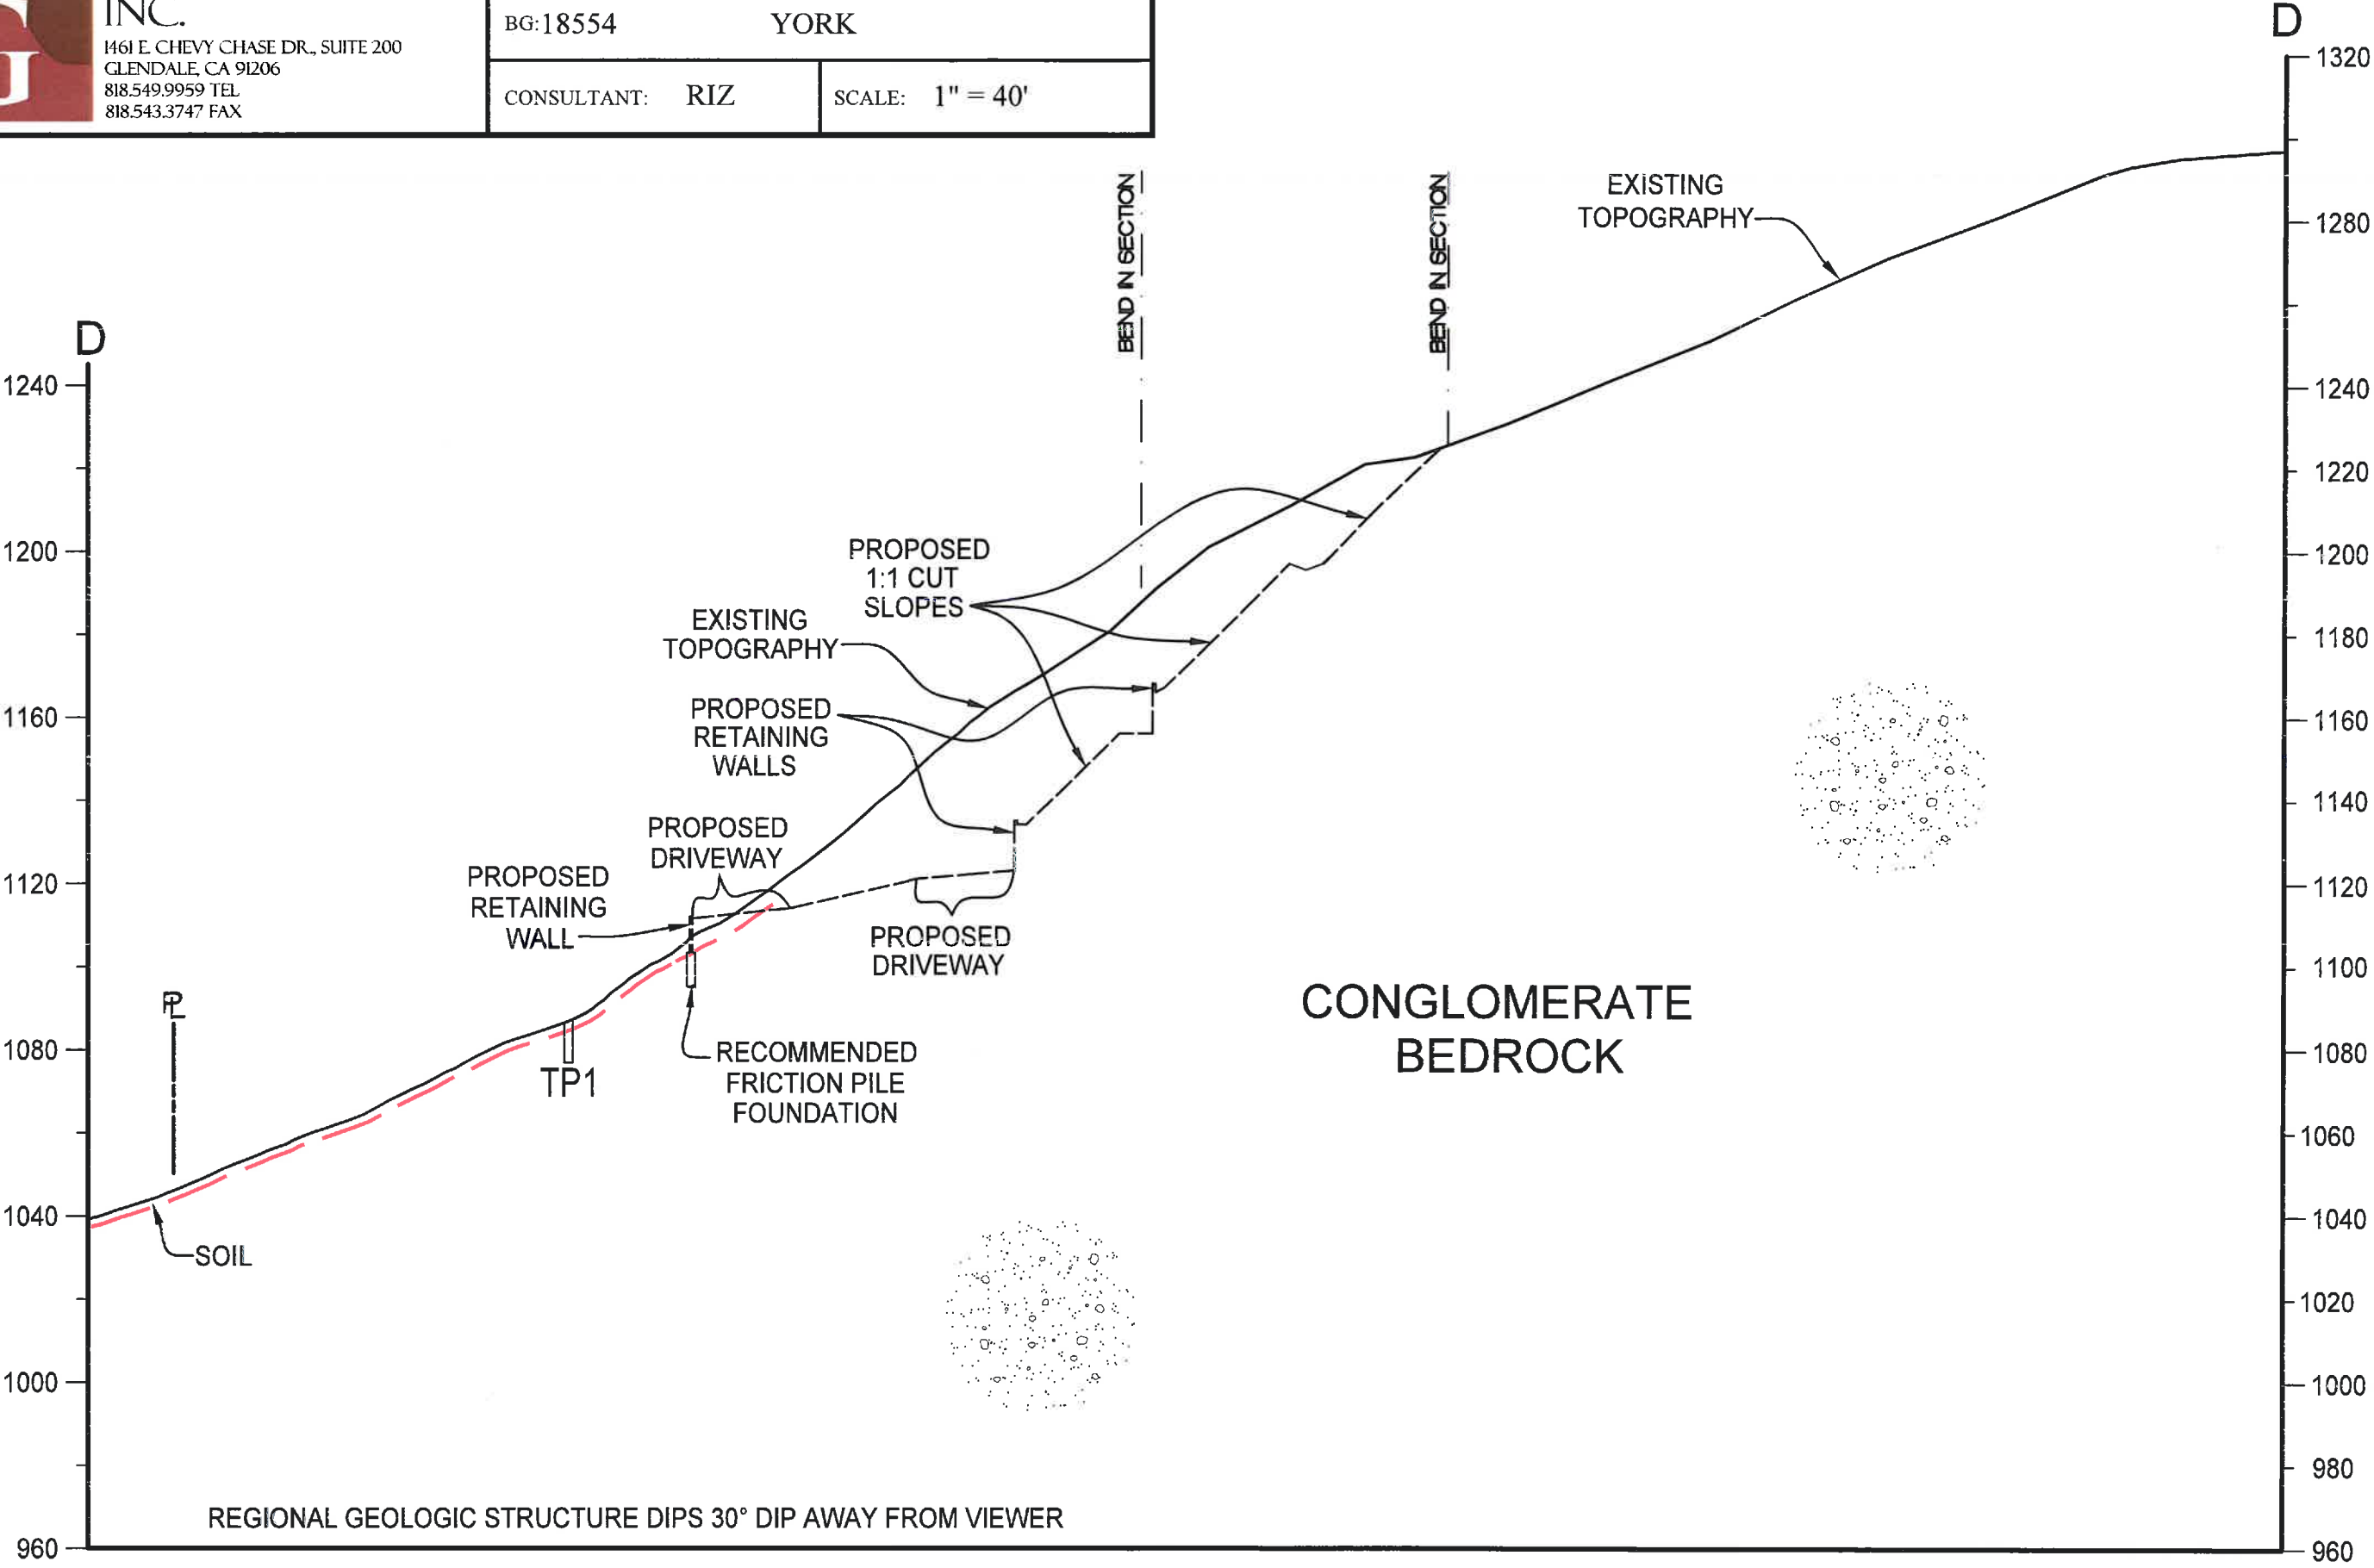 INC.
1461 E. CHEVY CHASE DR., SUITE 200
GLENDALE, CA 91206
818.549.9959 TEL
818.543.3747 FAX
BG:18554 YORK
CONSULTANT: RIZ
SCALE: 1" = 40'
D
1320
1280
1240
1220
1200
1180
1160
1140
1120
1100
1080
1060
1040
1020
1000
980
960
D
1240
1200
1160
1120
1080
1040
1000
960
BEND IN SECTION
BEND IN SECTION
EXISTING
TOPOGRAPHY
PROPOSED
1:1 CUT
SLOPES
EXISTING
TOPOGRAPHY
PROPOSED
RETAINING
WALLS
PROPOSED
DRIVEWAY
PROPOSED
RETAINING
WALL
PROPOSED
DRIVEWAY
PL
TP1
RECOMMENDED
FRICTION PILE
FOUNDATION
CONGLOMERATE
BEDROCK
SOIL
REGIONAL GEOLOGIC STRUCTURE DIPS 30° DIP AWAY FROM VIEWER